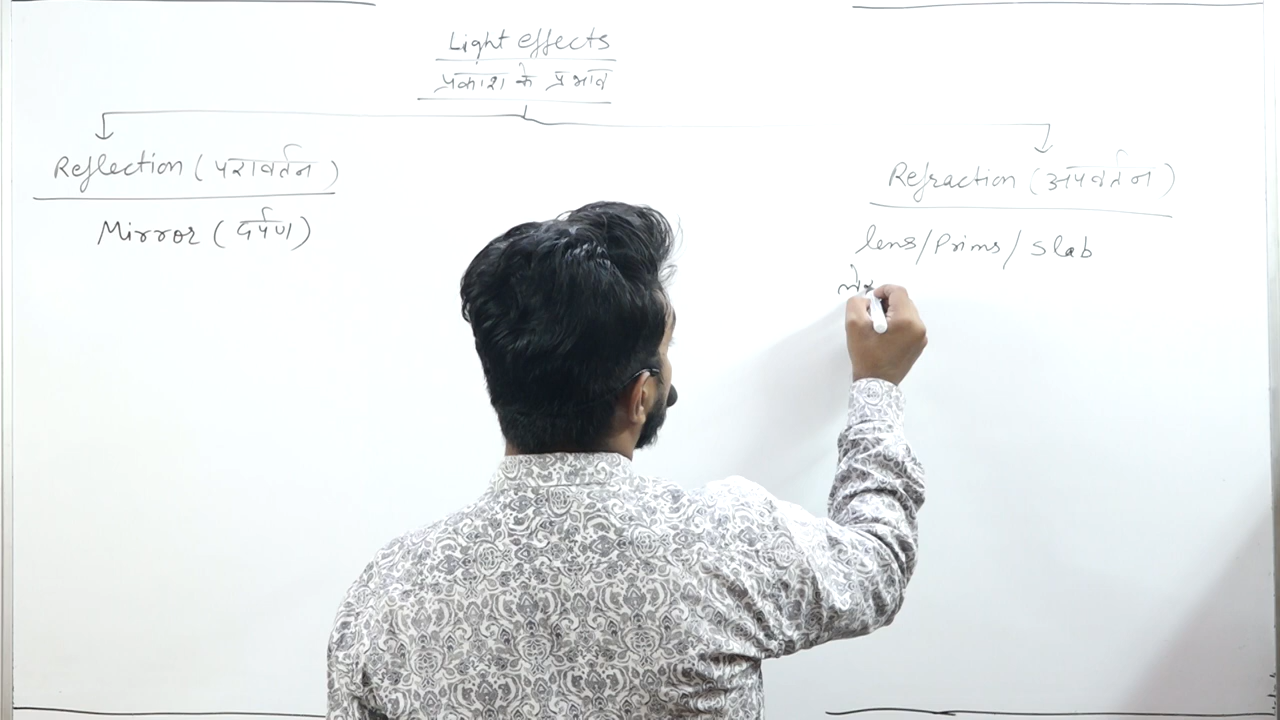 Light effects
प्रकाश के प्रभाव
Reflection (परावर्तन)
Mirror (दर्पण)
Refraction (अपवर्तन)
lens/Prims/slab